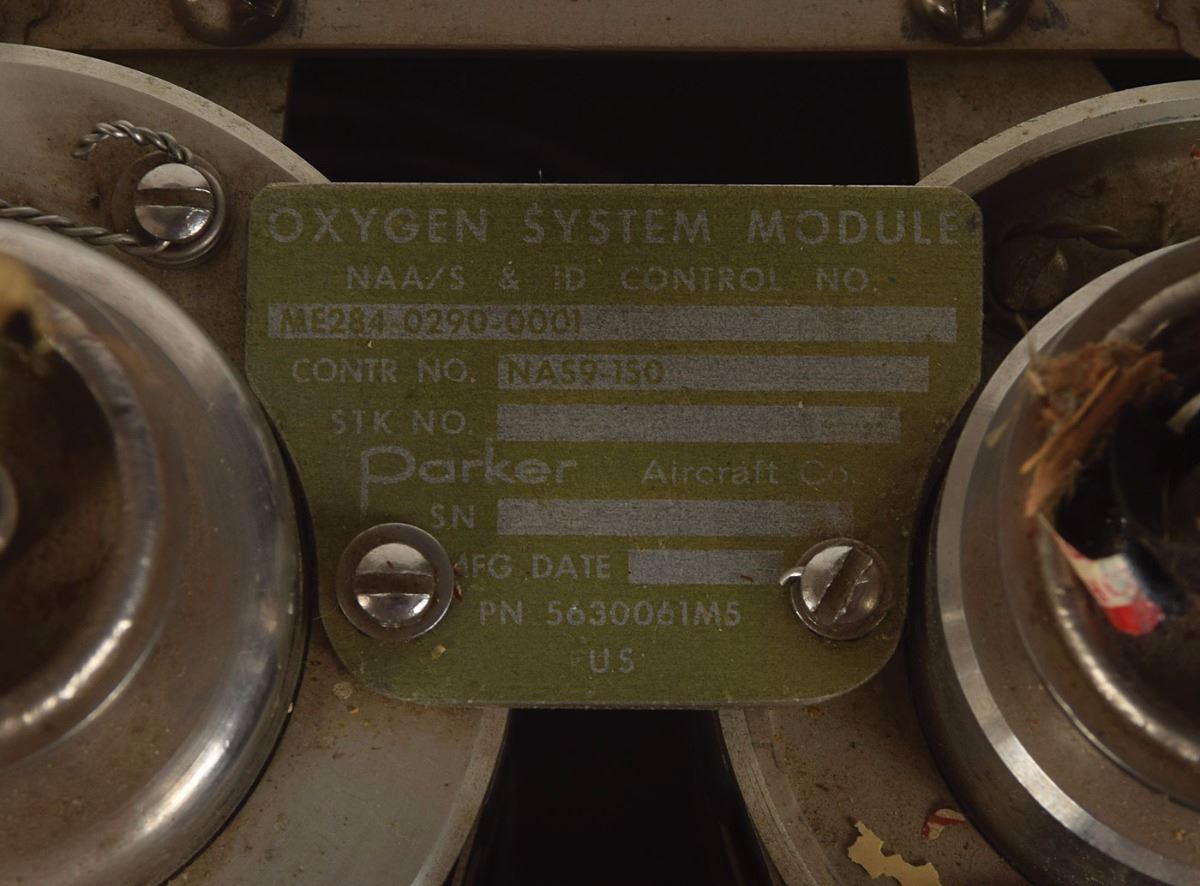 OXYGEN SYSTEM MODULE
NAA/S & ID CONTROL NO.
ME284-0290-0001
CONTR NO. NAS9-150
STK NO.
Parker Aircraft Co.
SN
MFG DATE
PN 5630061M5
U.S